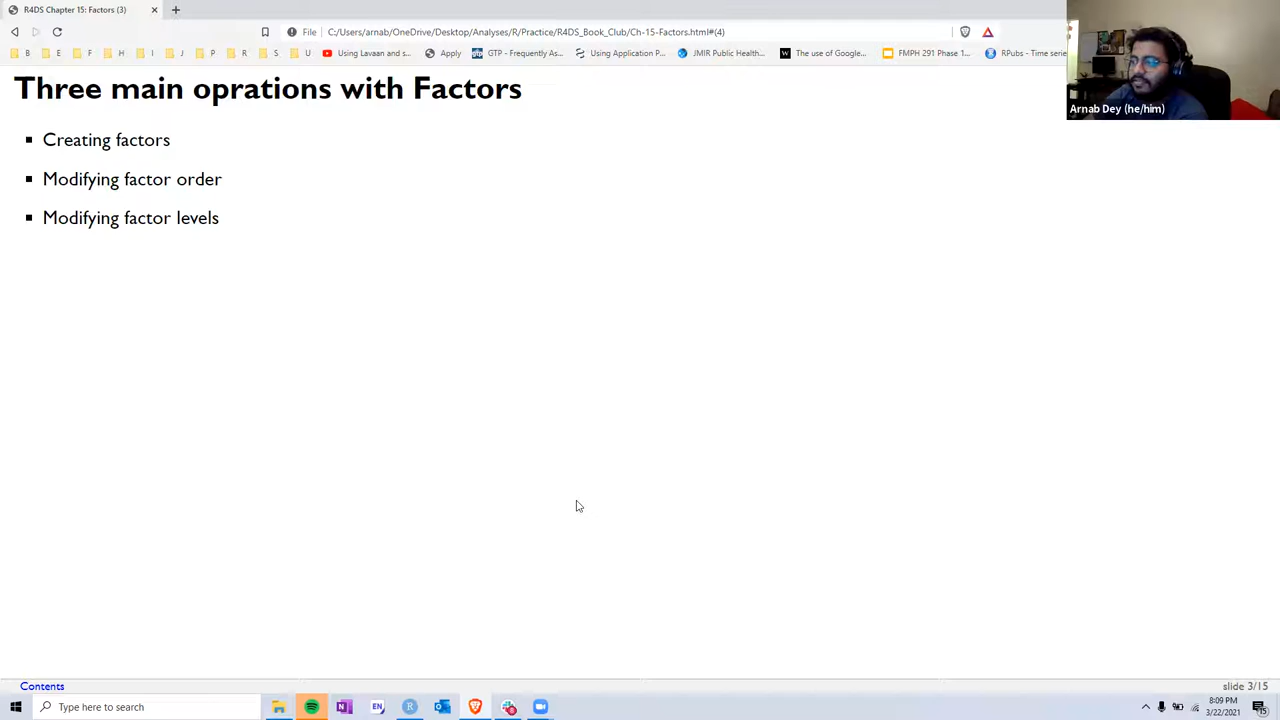 R4DS Chapter 15: Factors (3)
File
C:/Users/arnab/OneDrive/Desktop/Analyses/R/Practice/R4DS_Book_Club/Ch-15-Factors.html#(4)
B E F H I J P R S U Using Lavaan and s... Apply GTP - Frequently As... Using Application P... JMIR Public Health... The use of Google... FMPH 291 Phase 1... RPubs - Time series
Arnab Dey (he/him)
Three main oprations with Factors
Creating factors
Modifying factor order
Modifying factor levels
Contents
slide 3/15
Type here to search
8:09 PM
3/22/2021